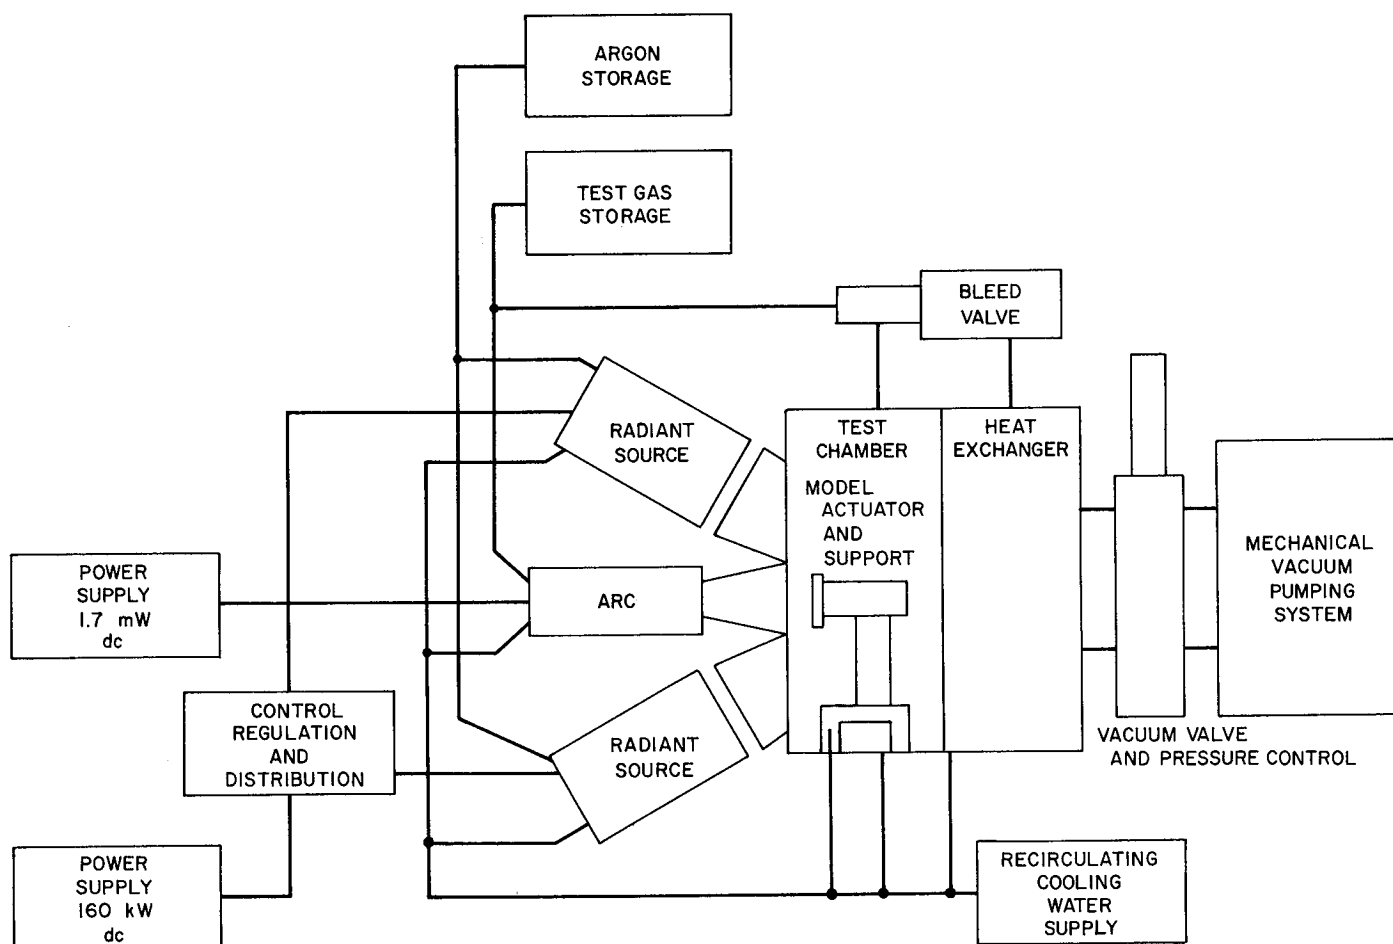 ARGON
STORAGE
TEST GAS
STORAGE
BLEED
VALVE
RADIANT
SOURCE
TEST
CHAMBER
HEAT
EXCHANGER
MODEL
ACTUATOR
AND
SUPPORT
MECHANICAL
VACUUM
PUMPING
SYSTEM
POWER
SUPPLY
1.7 mW
dc
ARC
CONTROL
REGULATION
AND
DISTRIBUTION
RADIANT
SOURCE
VACUUM VALVE
AND PRESSURE CONTROL
POWER
SUPPLY
160 kW
dc
RECIRCULATING
COOLING
WATER
SUPPLY